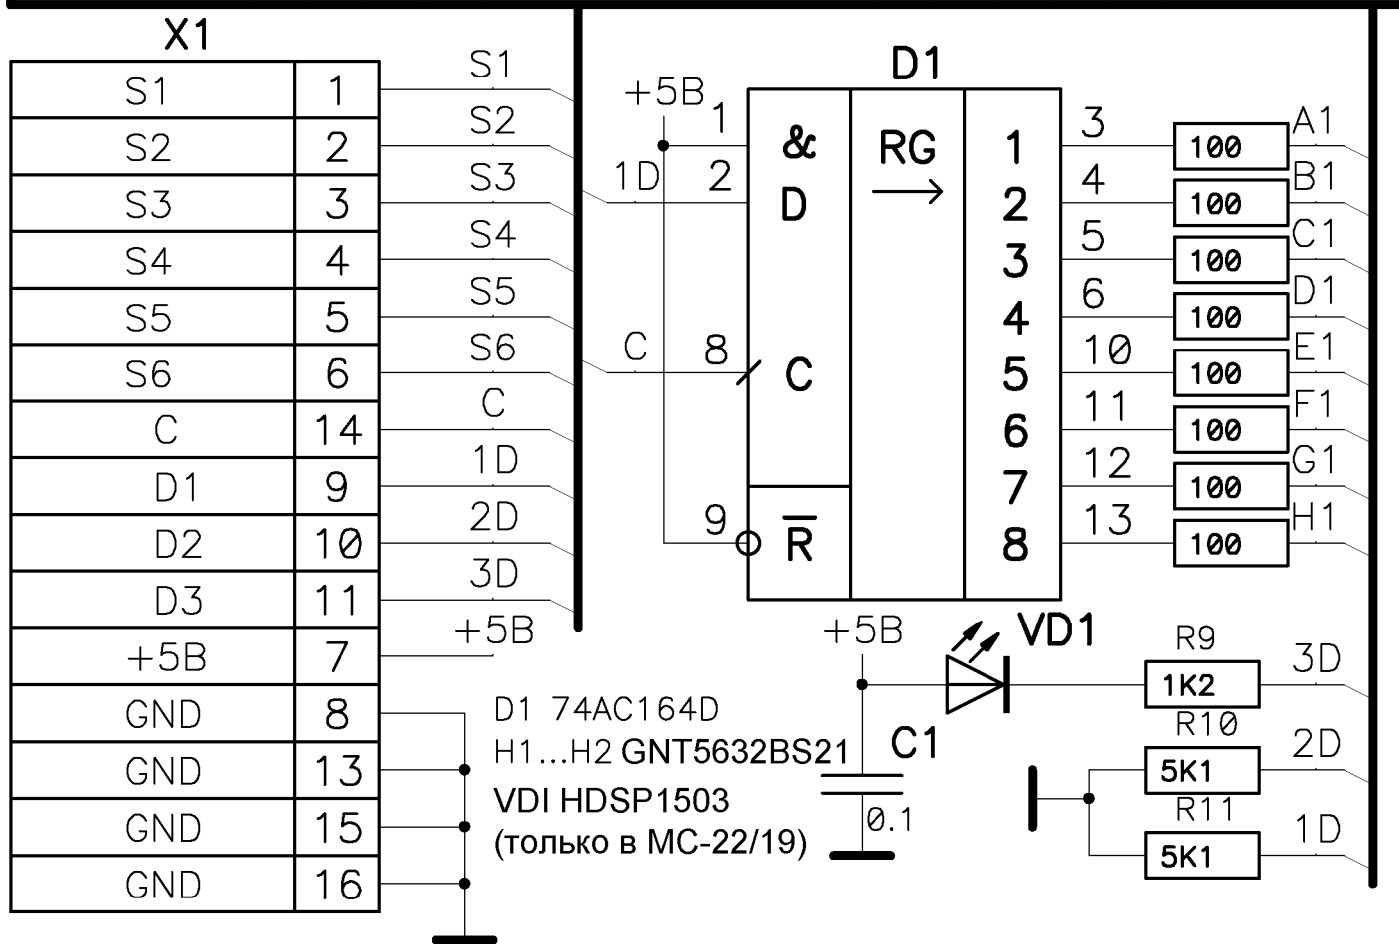 X1
S1 1 S1
S2 2 S2
S3 3 S3
S4 4 S4
S5 5 S5
S6 6 S6
C 14 C
D1 9 1D
D2 10 2D
D3 11 3D
+5В 7 +5В
GND 8
GND 13
GND 15
GND 16
D1
+5В 1 & RG 1 3 100 A1
1D 2 D 2 4 100 B1
3 5 100 C1
4 6 100 D1
C 8 C 5 10 100 E1
6 11 100 F1
7 12 100 G1
9 R 8 13 100 H1
+5В VD1 R9
1K2 3D
R10
5K1 2D
R11
5K1 1D
C1
0.1
D1 74AC164D
H1...H2 GNT5632BS21
VDI HDSP1503
(только в МС-22/19)